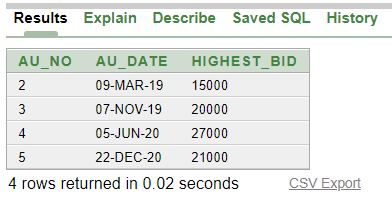 Results Explain Describe Saved SQL History
AU_NO AU_DATE HIGHEST_BID
2 09-MAR-19 15000
3 07-NOV-19 20000
4 05-JUN-20 27000
5 22-DEC-20 21000
4 rows returned in 0.02 seconds CSV Export